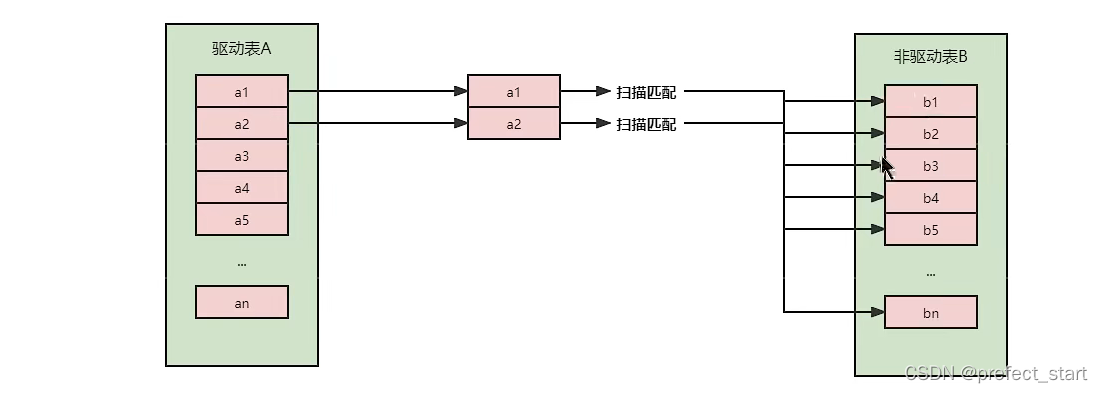 驱动表A
a1
a2
a3
a4
a5
...
an
a1
a2
扫描匹配
扫描匹配
非驱动表B
b1
b2
b3
b4
b5
...
bn
CSDN @prefect_start